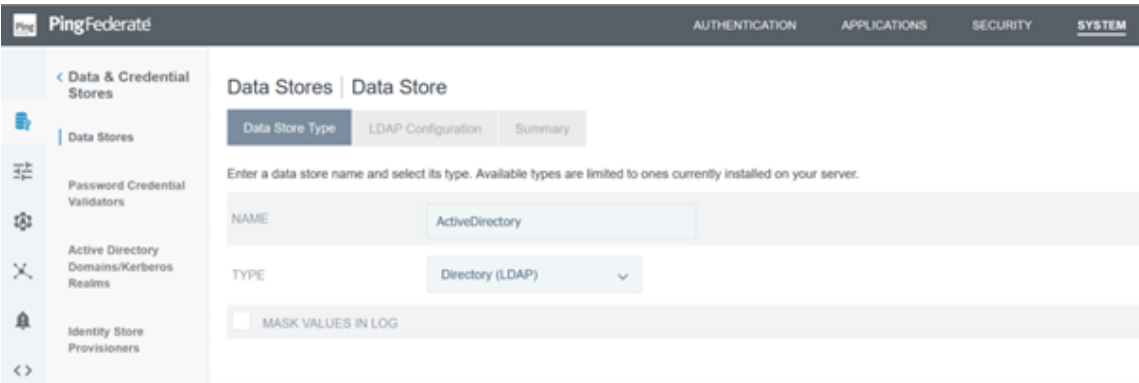 Ping PingFederate AUTHENTICATION APPLICATIONS SECURITY SYSTEM
< Data & Credential
Stores
Data Stores
Password Credential
Validators
Active Directory
Domains/Kerberos
Realms
Identity Store
Provisioners
Data Stores | Data Store
Data Store Type LDAP Configuration Summary
Enter a data store name and select its type. Available types are limited to ones currently installed on your server.
NAME ActiveDirectory
TYPE Directory (LDAP)
MASK VALUES IN LOG